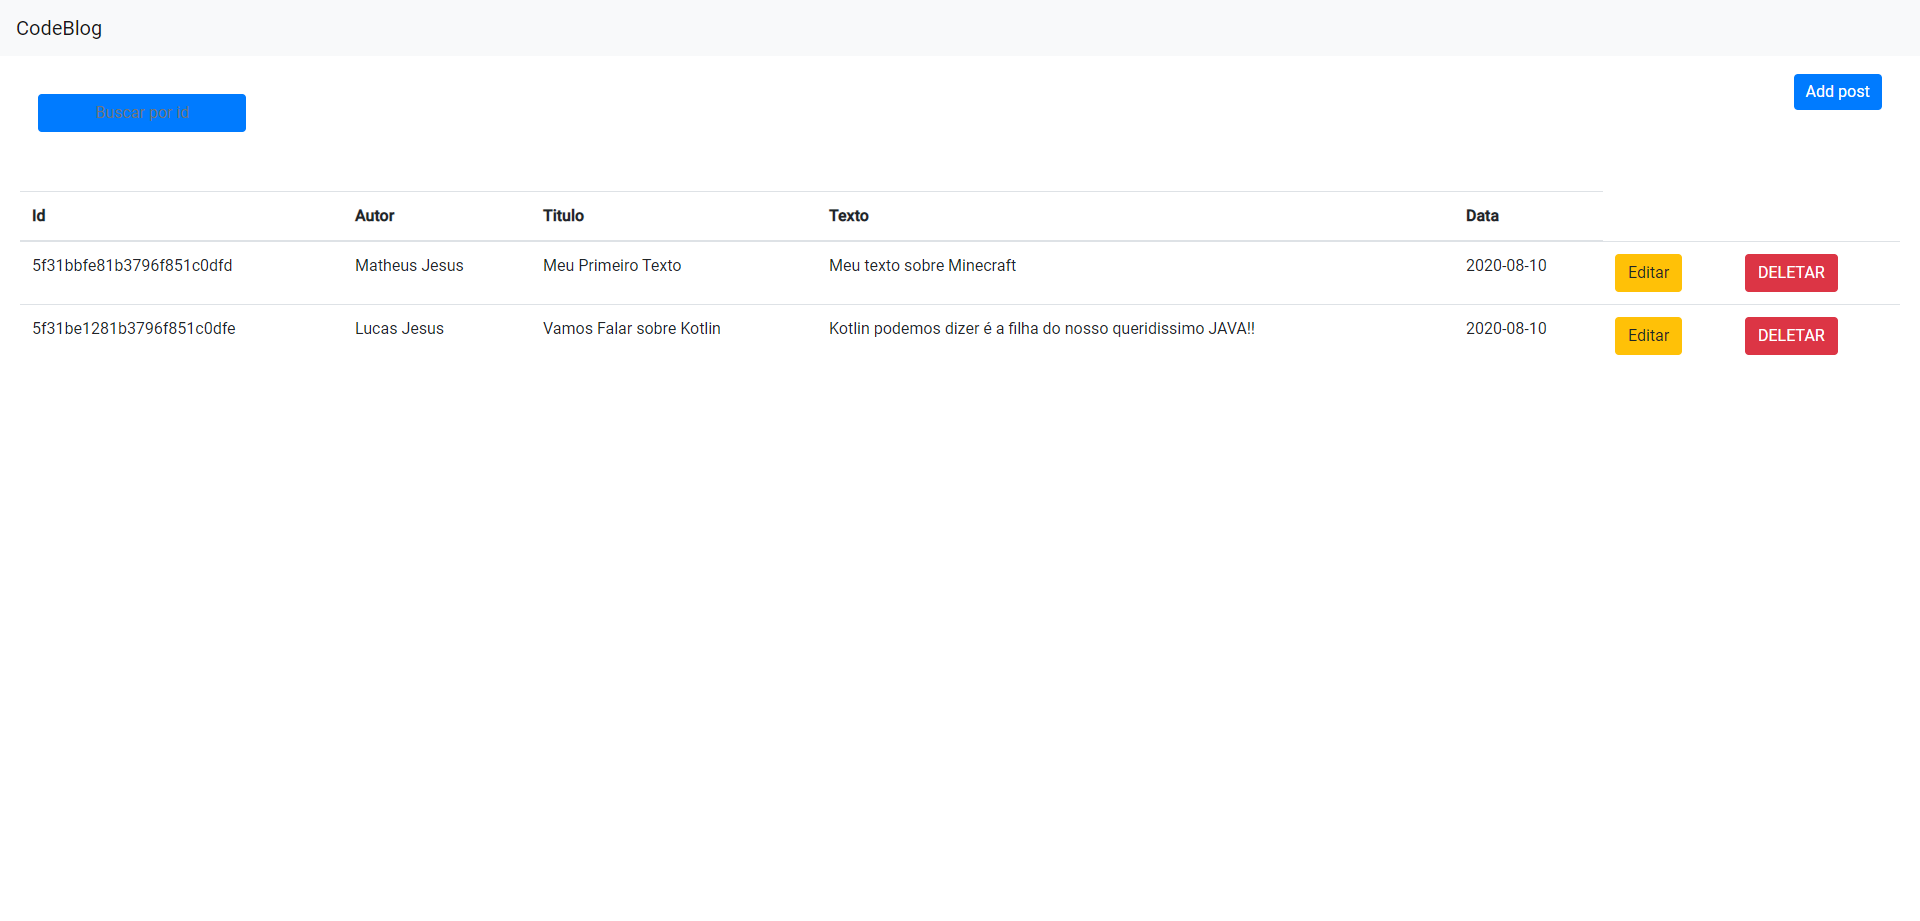 CodeBlog
Buscar por id
Add post
Id Autor Titulo Texto Data
5f31bbfe81b3796f851c0dfd Matheus Jesus Meu Primeiro Texto Meu texto sobre Minecraft 2020-08-10 Editar DELETAR
5f31be1281b3796f851c0dfe Lucas Jesus Vamos Falar sobre Kotlin Kotlin podemos dizer é a filha do nosso queridissimo JAVA!! 2020-08-10 Editar DELETAR